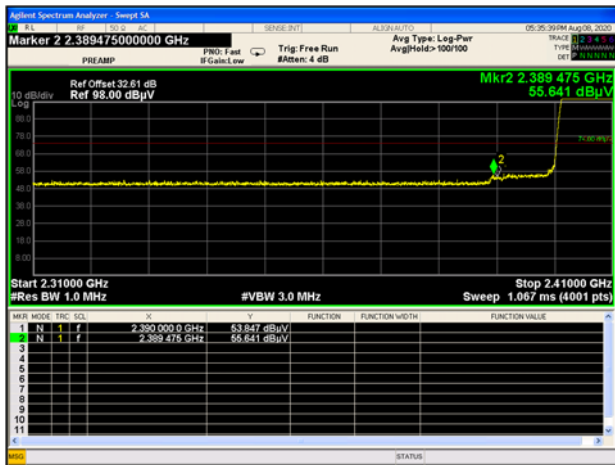 Agilent Spectrum Analyzer - Swept SA
R L RF 50 Ω AC SENSE:INT ALIGN AUTO 05:35:39 PM Aug 08, 2020
Marker 2 2.389475000000 GHz
PREAMP
PNO: Fast
IFGain:Low
Trig: Free Run
#Atten: 4 dB
Avg Type: Log-Pwr
Avg|Hold>100/100
TRACE 1 2 3 4 5 6
TYPE
DET P N N N N N
Mkr2 2.389 475 GHz
55.641 dBµV
Ref Offset 32.61 dB
10 dB/div Ref 98.00 dBµV
Log
88.0
78.0
68.0
58.0
48.0
38.0
28.0
18.0
8.00
2
Start 2.31000 GHz Stop 2.41000 GHz
#Res BW 1.0 MHz #VBW 3.0 MHz Sweep 1.067 ms (4001 pts)
MKR MODE TRC SCL X Y FUNCTION FUNCTION WIDTH FUNCTION VALUE
1 N 1 f 2.390 000 0 GHz 53.847 dBµV
2 N 1 f 2.389 475 GHz 55.641 dBµV
3
4
5
6
7
8
9
10
11
MSG STATUS